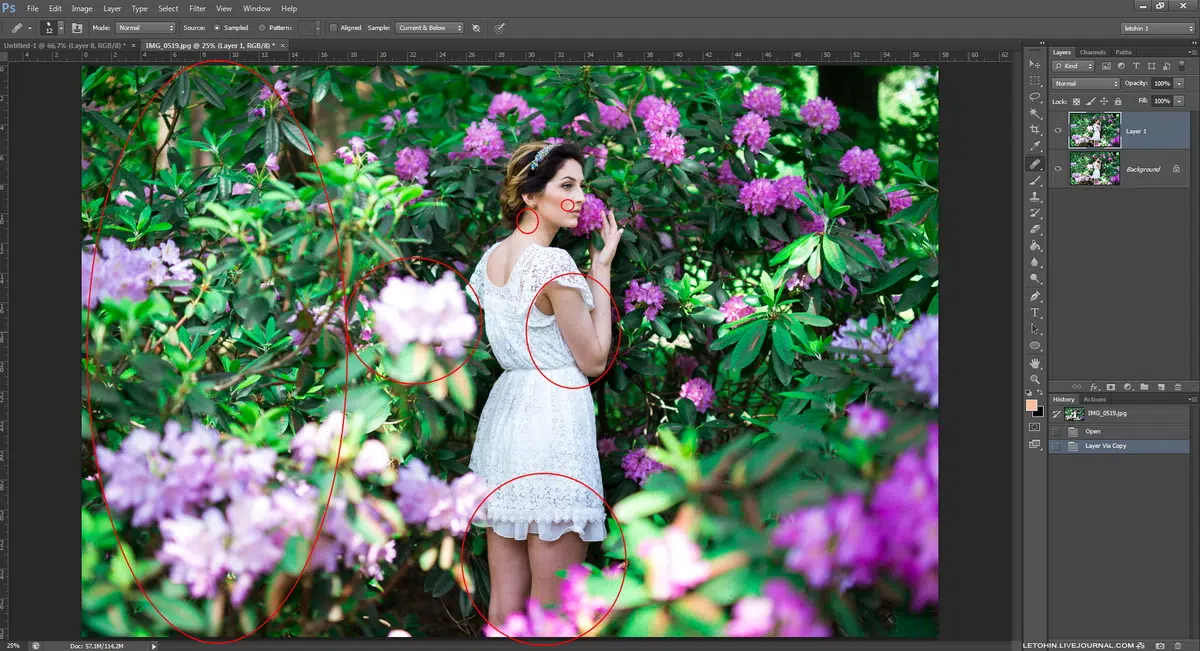 Ps File Edit Image Layer Type Select Filter View Window Help
12 Mode: Normal Source: Sampled Pattern: Aligned Sample: Current & Below letohin 1
Untitled-1 @ 66,7% (Layer 8, RGB/8) * × IMG_0519.jpg @ 25% (Layer 1, RGB/8) * ×
Layers Channels Paths
Kind
Normal Opacity: 100%
Lock: Fill: 100%
Layer 1
Background
fx
History Actions
IMG_0519.jpg
Open
Layer Via Copy
25% Doc: 57,1M/114,2M
LETOHIN.LIVEJOURNAL.COM